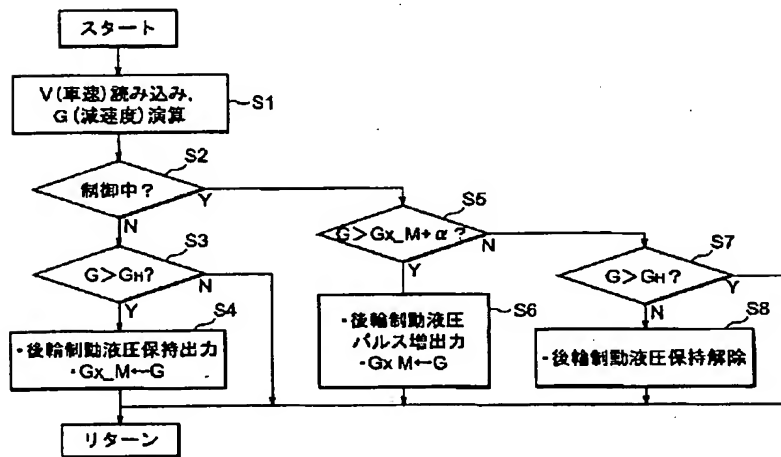 スタート
V(車速)読み込み,
G(減速度)演算
S1
S2
制御中?
Y
N
S3
G>GH?
N
Y
S4
・後輪制動液圧保持出力
・Gx_M←G
S5
G>Gx_M+α?
N
Y
S6
・後輪制動液圧
パルス増出力
・Gx M←G
S7
G>GH?
Y
N
S8
・後輪制動液圧保持解除
リターン